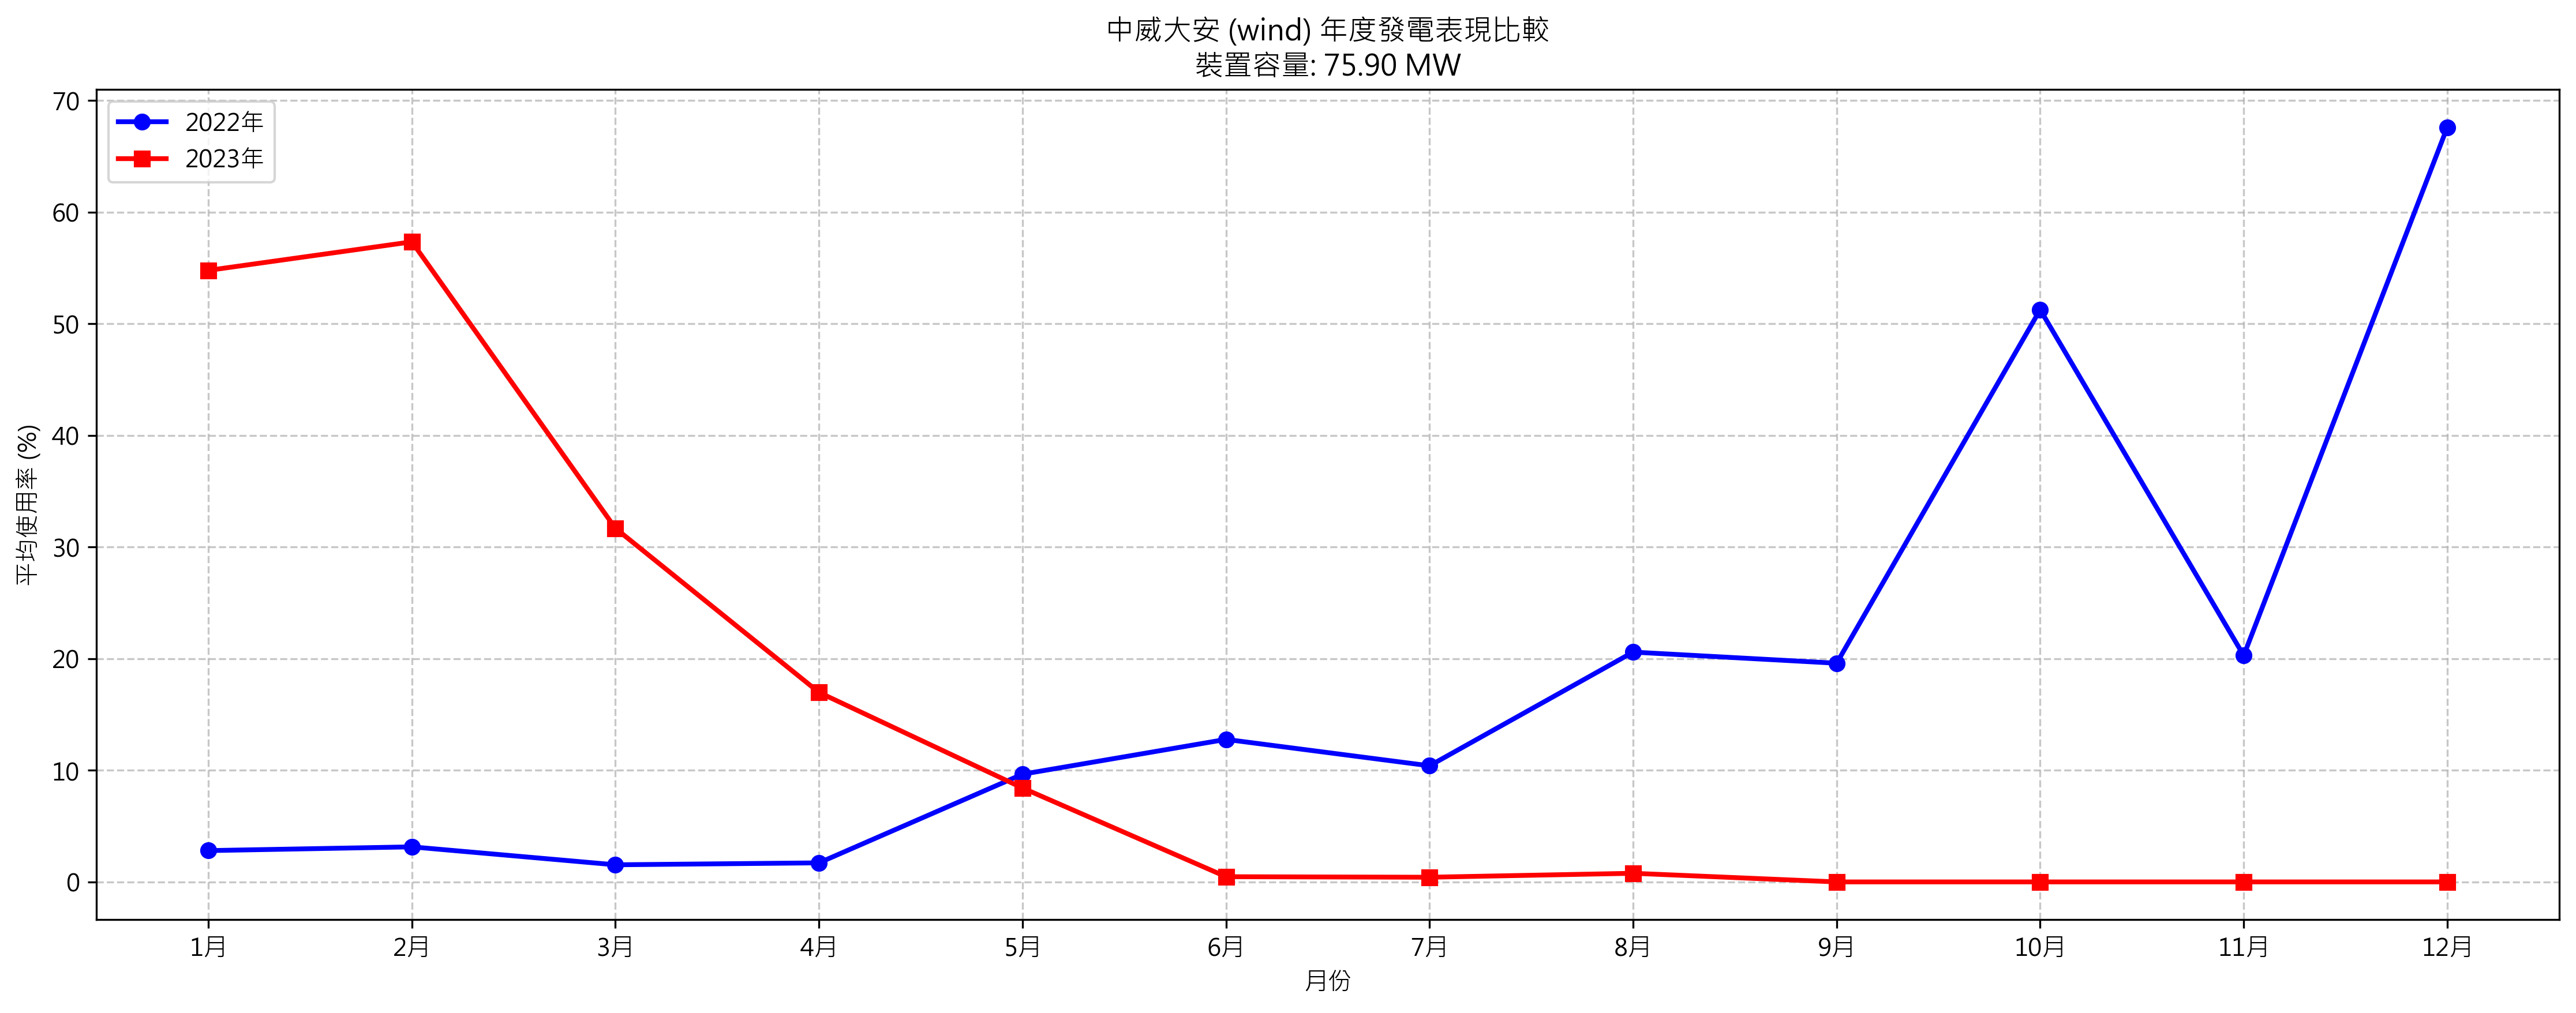 中威大安 (wind) 年度發電表現比較
裝置容量: 75.90 MW
2022年
2023年
平均使用率 (%)
70
60
50
40
30
20
10
0
1月 2月 3月 4月 5月 6月 7月 8月 9月 10月 11月 12月
月份